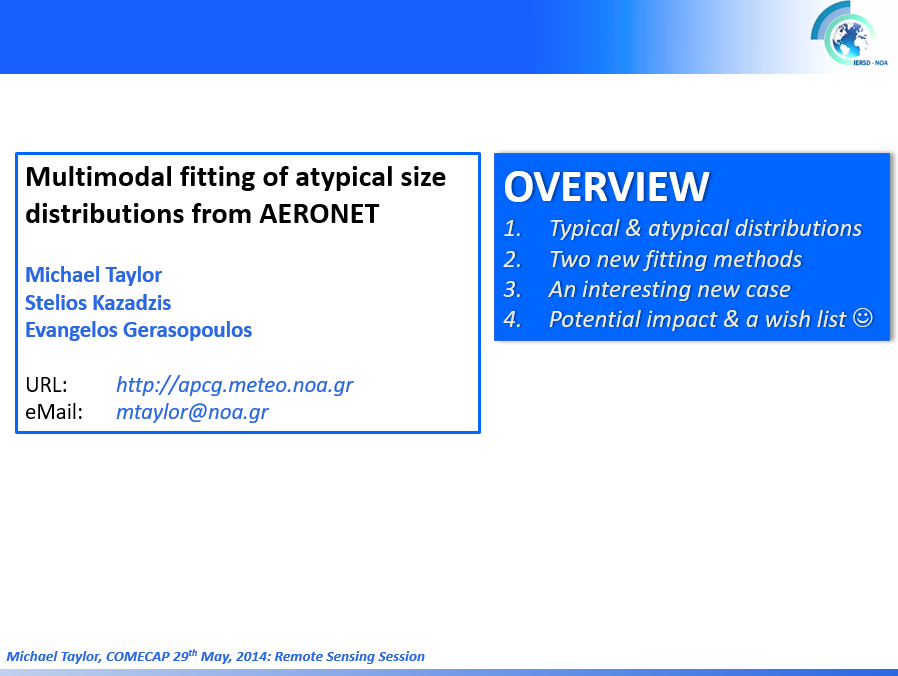 IERSD - NOA
Multimodal fitting of atypical size
distributions from AERONET
Michael Taylor
Stelios Kazadzis
Evangelos Gerasopoulos
URL: http://apcg.meteo.noa.gr
eMail: mtaylor@noa.gr
OVERVIEW
1. Typical & atypical distributions
2. Two new fitting methods
3. An interesting new case
4. Potential impact & a wish list ☺
Michael Taylor, COMECAP 29th May, 2014: Remote Sensing Session